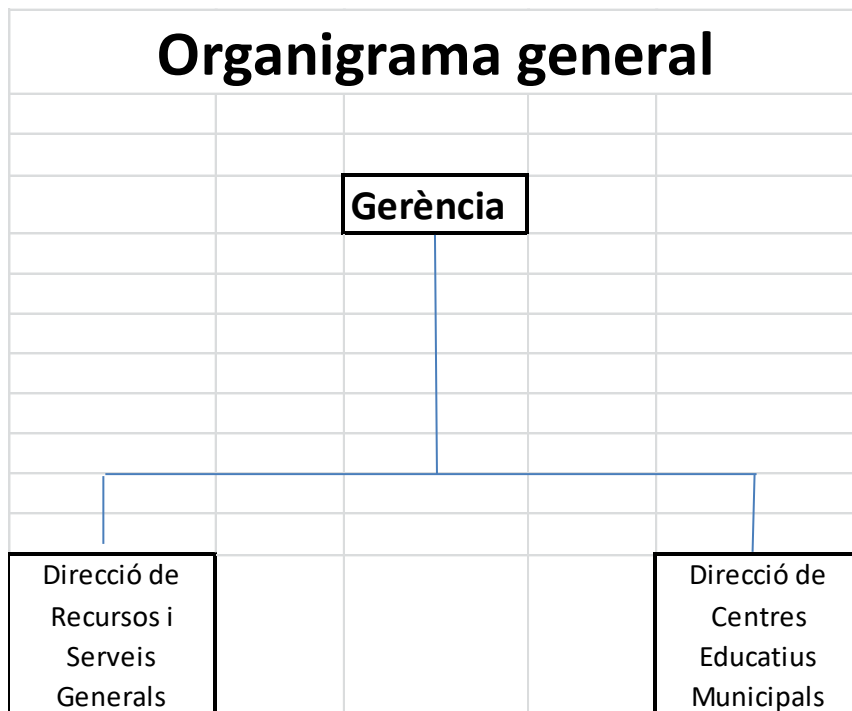 Organigrama general
Gerència
Direcció de
Recursos i
Serveis
Generals
Direcció de
Centres
Educatius
Municipals